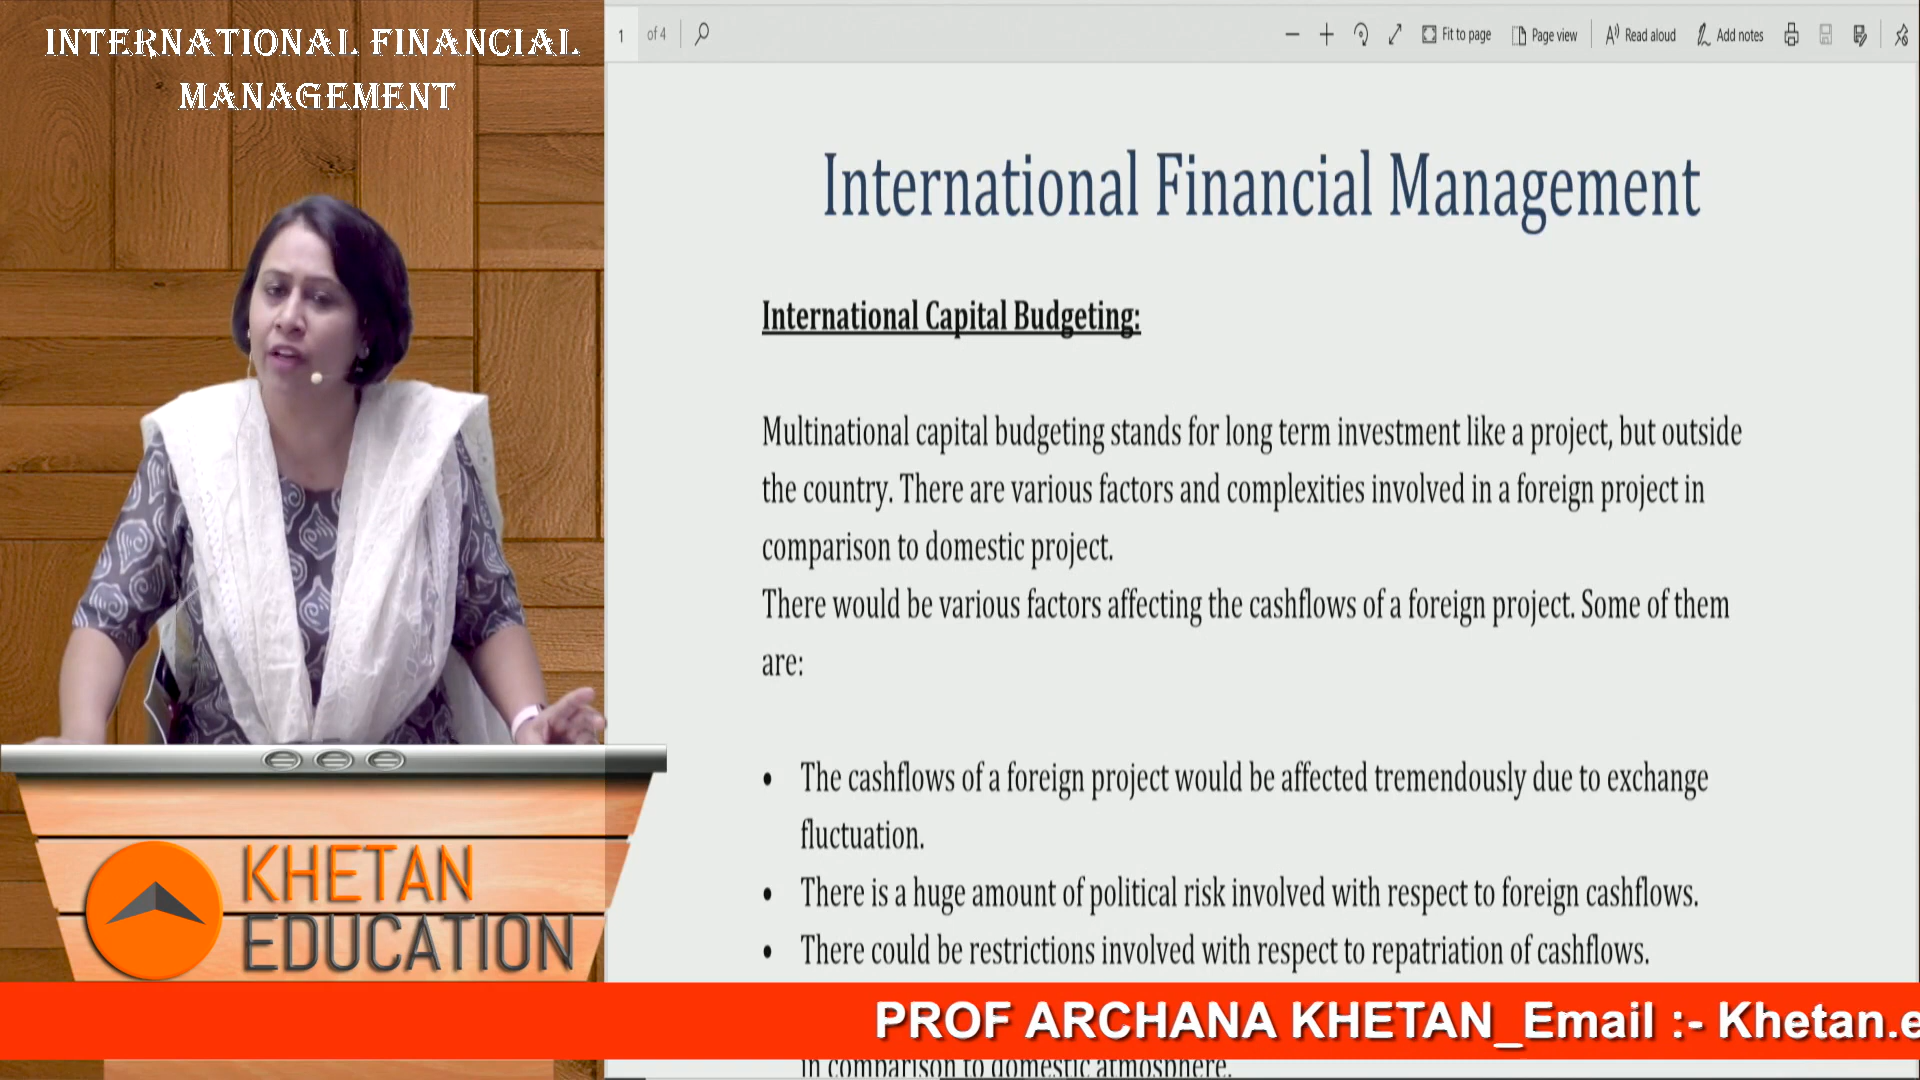 INTERNATIONAL FINANCIAL
MANAGEMENT
1 of 4
Fit to page
Page view
Read aloud
Add notes
International Financial Management
International Capital Budgeting:
Multinational capital budgeting stands for long term investment like a project, but outside
the country. There are various factors and complexities involved in a foreign project in
comparison to domestic project.
There would be various factors affecting the cashflows of a foreign project. Some of them
are:
• The cashflows of a foreign project would be affected tremendously due to exchange
fluctuation.
• There is a huge amount of political risk involved with respect to foreign cashflows.
• There could be restrictions involved with respect to repatriation of cashflows.
KHETAN
EDUCATION
PROF ARCHANA KHETAN_Email :- Khetan.e
in comparison to domestic atmosphere.